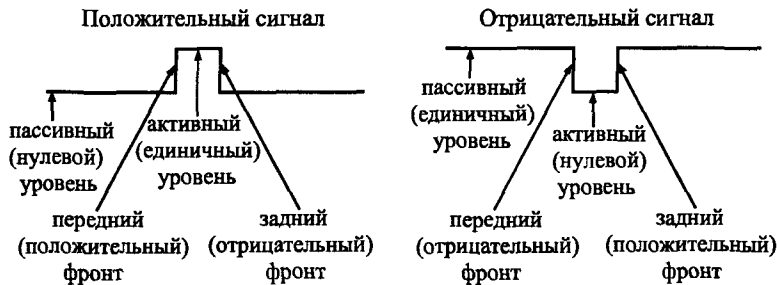 Положительный сигнал
пассивный
(нулевой)
уровень
активный
(единичный)
уровень
передний
(положительный)
фронт
задний
(отрицательный)
фронт
Отрицательный сигнал
пассивный
(единичный)
уровень
активный
(нулевой)
уровень
передний
(отрицательный)
фронт
задний
(положительный)
фронт